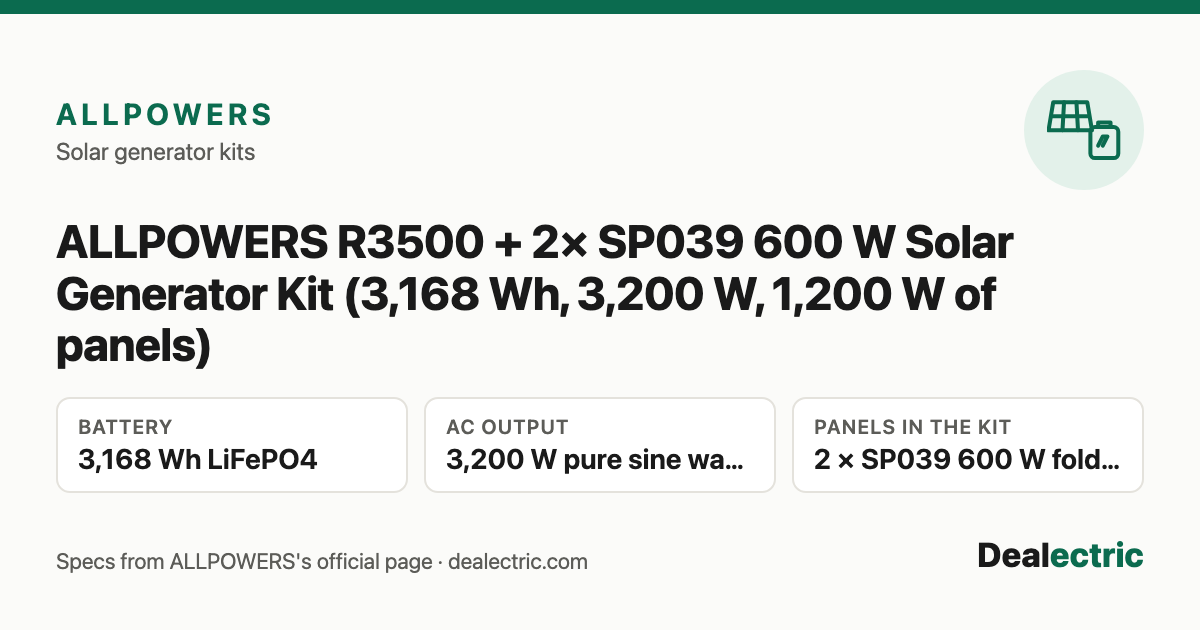 ALLPOWERS
Solar generator kits
ALLPOWERS R3500 + 2× SP039 600 W Solar
Generator Kit (3,168 Wh, 3,200 W, 1,200 W of
panels)
BATTERY
3,168 Wh LiFePO4
AC OUTPUT
3,200 W pure sine wa...
PANELS IN THE KIT
2 × SP039 600 W fold...
Specs from ALLPOWERS's official page · dealectric.com
Dealectric